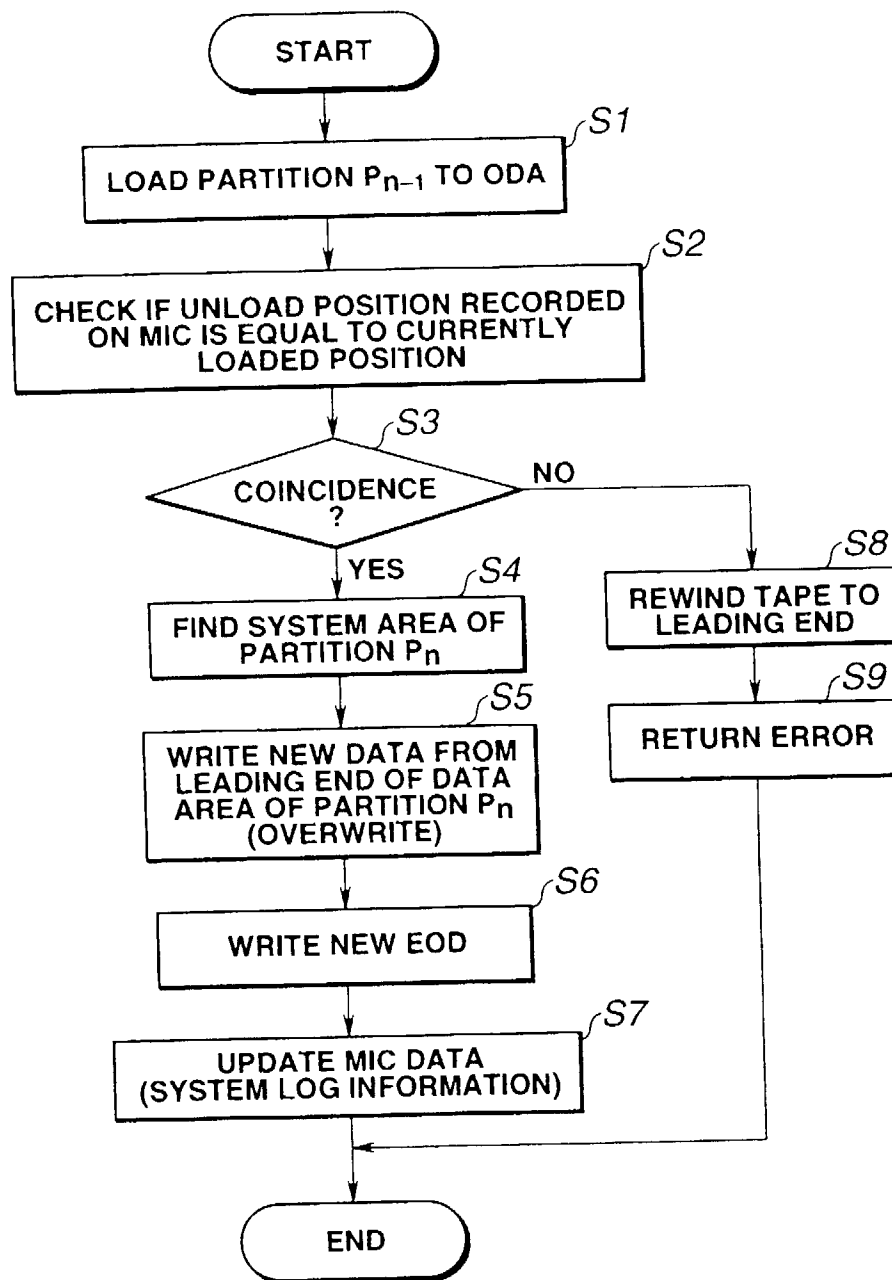 START
S1
LOAD PARTITION Pn-1 TO ODA
S2
CHECK IF UNLOAD POSITION RECORDED
ON MIC IS EQUAL TO CURRENTLY
LOADED POSITION
S3
COINCIDENCE
?
NO
YES
S4
FIND SYSTEM AREA OF
PARTITION Pn
S8
REWIND TAPE TO
LEADING END
S5
WRITE NEW DATA FROM
LEADING END OF DATA
AREA OF PARTITION Pn
(OVERWRITE)
S9
RETURN ERROR
S6
WRITE NEW EOD
S7
UPDATE MIC DATA
(SYSTEM LOG INFORMATION)
END